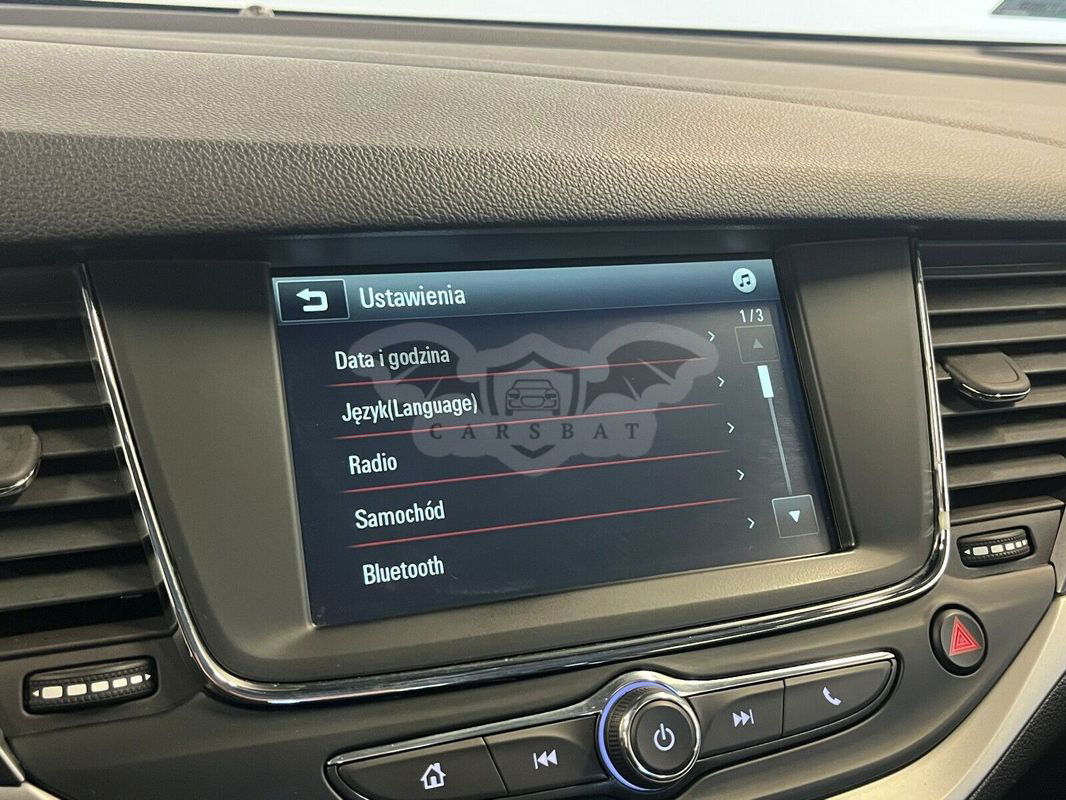 Ustawienia
1/3
Data i godzina
Język(Language)
CARSBAT
Radio
Samochód
Bluetooth